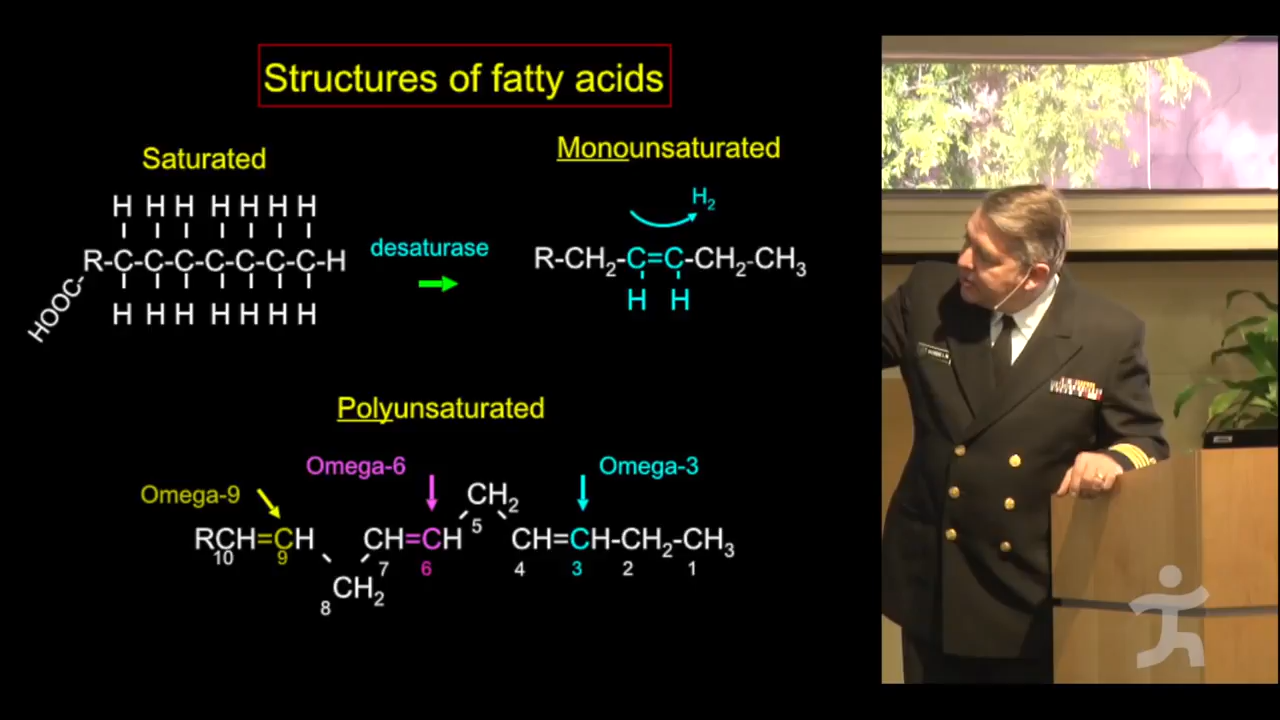 Structures of fatty acids
Saturated
H H H H H H H
R-C-C-C-C-C-C-C-H
HOOC-
H H H H H H H
desaturase
Monounsaturated
H₂
R-CH₂-C=C-CH₂-CH₃
H H
Polyunsaturated
Omega-6
Omega-3
Omega-9
CH₂
5
RCH=CH
CH=CH
CH=CH-CH₂-CH₃
10 9
7 6
4 3 2 1
CH₂
8